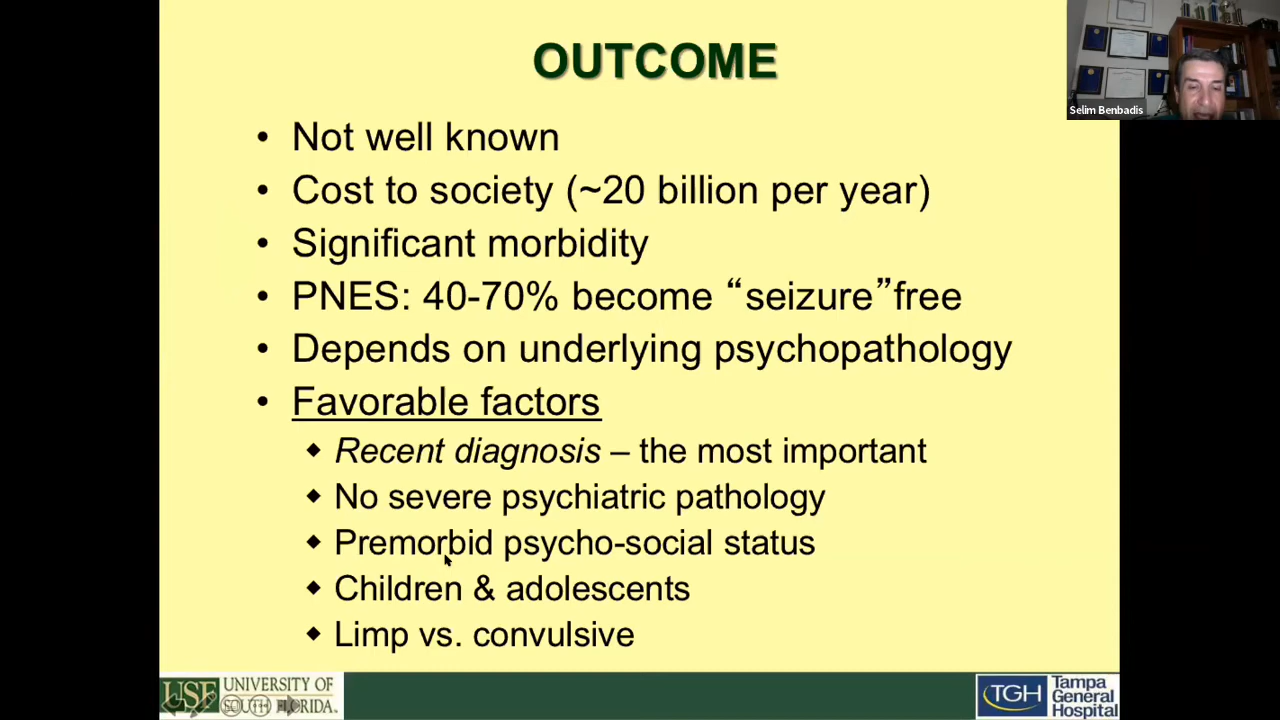 OUTCOME
Selim Benbadis
• Not well known
• Cost to society (~20 billion per year)
• Significant morbidity
• PNES: 40-70% become “seizure”free
• Depends on underlying psychopathology
• Favorable factors
◆ Recent diagnosis – the most important
◆ No severe psychiatric pathology
◆ Premorbid psycho-social status
◆ Children & adolescents
◆ Limp vs. convulsive
USF UNIVERSITY OF
SOUTH FLORIDA
TGH Tampa
General
Hospital